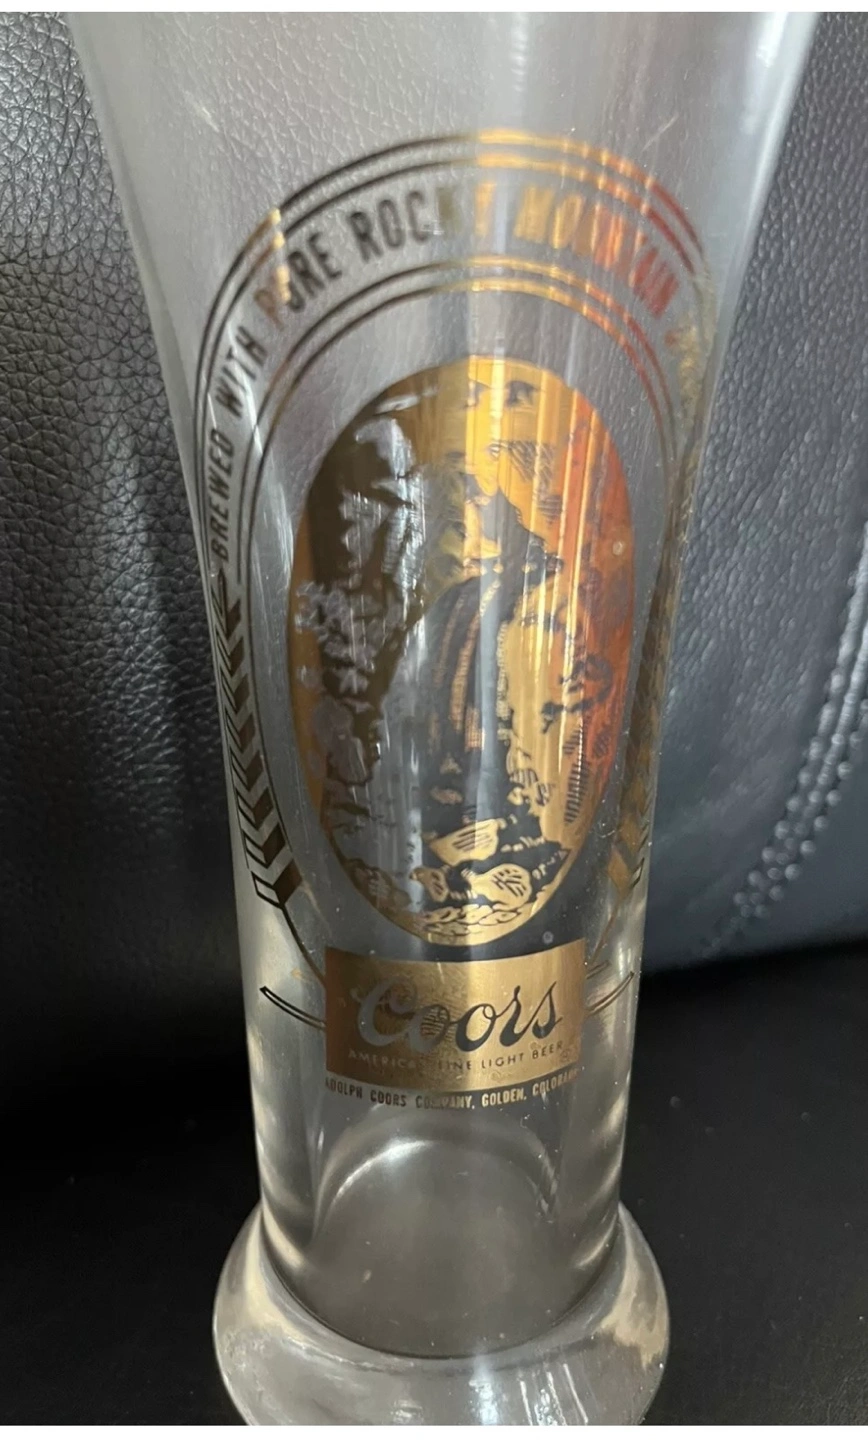 BREWED WITH PURE ROCKY MOUNTAIN
Coors
AMERICA'S FINE LIGHT BEER
ADOLPH COORS COMPANY, GOLDEN, COLORADO